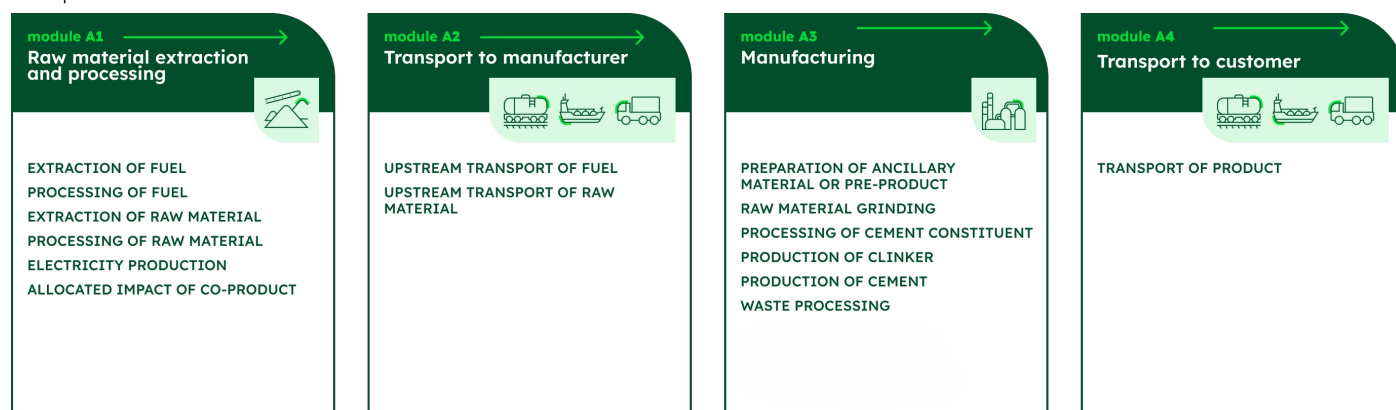 module A1
Raw material extraction
and processing
EXTRACTION OF FUEL
PROCESSING OF FUEL
EXTRACTION OF RAW MATERIAL
PROCESSING OF RAW MATERIAL
ELECTRICITY PRODUCTION
ALLOCATED IMPACT OF CO-PRODUCT
module A2
Transport to manufacturer
UPSTREAM TRANSPORT OF FUEL
UPSTREAM TRANSPORT OF RAW
MATERIAL
module A3
Manufacturing
PREPARATION OF ANCILLARY
MATERIAL OR PRE-PRODUCT
RAW MATERIAL GRINDING
PROCESSING OF CEMENT CONSTITUENT
PRODUCTION OF CLINKER
PRODUCTION OF CEMENT
WASTE PROCESSING
module A4
Transport to customer
TRANSPORT OF PRODUCT